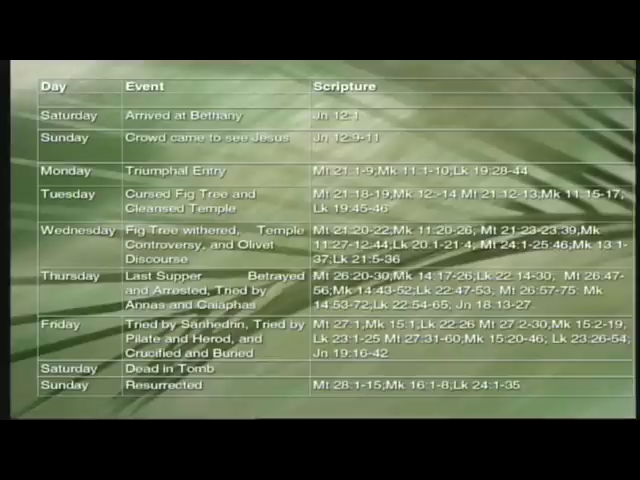 Day Event Scripture
Saturday Arrived at Bethany Jn 12:1
Sunday Crowd came to see Jesus Jn 12:9-11
Monday Triumphal Entry Mt 21:1-9;Mk 11:1-10;Lk 19:28-44
Tuesday Cursed Fig Tree and Mt 21:18-19;Mk 12:-14 Mt 21:12-13,Mk 11.15-17;
Cleansed Temple Lk 19:45-46
Wednesday Fig Tree withered, Temple Mt 21:20-22;Mk 11:20-26, Mt 21:23-23.39,Mk
Controversy, and Olivet 11:27-12:44;Lk 20.1-21:4, Mt 24:1-25:46;Mk 13.1-
Discourse 37;Lk 21:5-36
Thursday Last Supper Betrayed Mt 26:20-30;Mk 14:17-26;Lk 22:14-30; Mt 26:47-
and Arrested, Tried by 56;Mk 14:43-52;Lk 22:47-53, Mt 26:57-75: Mk
Annas and Caiaphas 14.53-72,Lk 22:54-65, Jn 18.13-27
Friday Tried by Sanhedrin, Tried by Mt 27:1,Mk 15:1,Lk 22:26 Mt 27:2-30,Mk 15:2-19,
Pilate and Herod, and Lk 23:1-25 Mt 27:31-60;Mk 15:20-46; Lk 23:26-54;
Crucified and Buried Jn 19:16-42
Saturday Dead in Tomb
Sunday Resurrected Mt 28:1-15;Mk 16:1-8;Lk 24:1-35